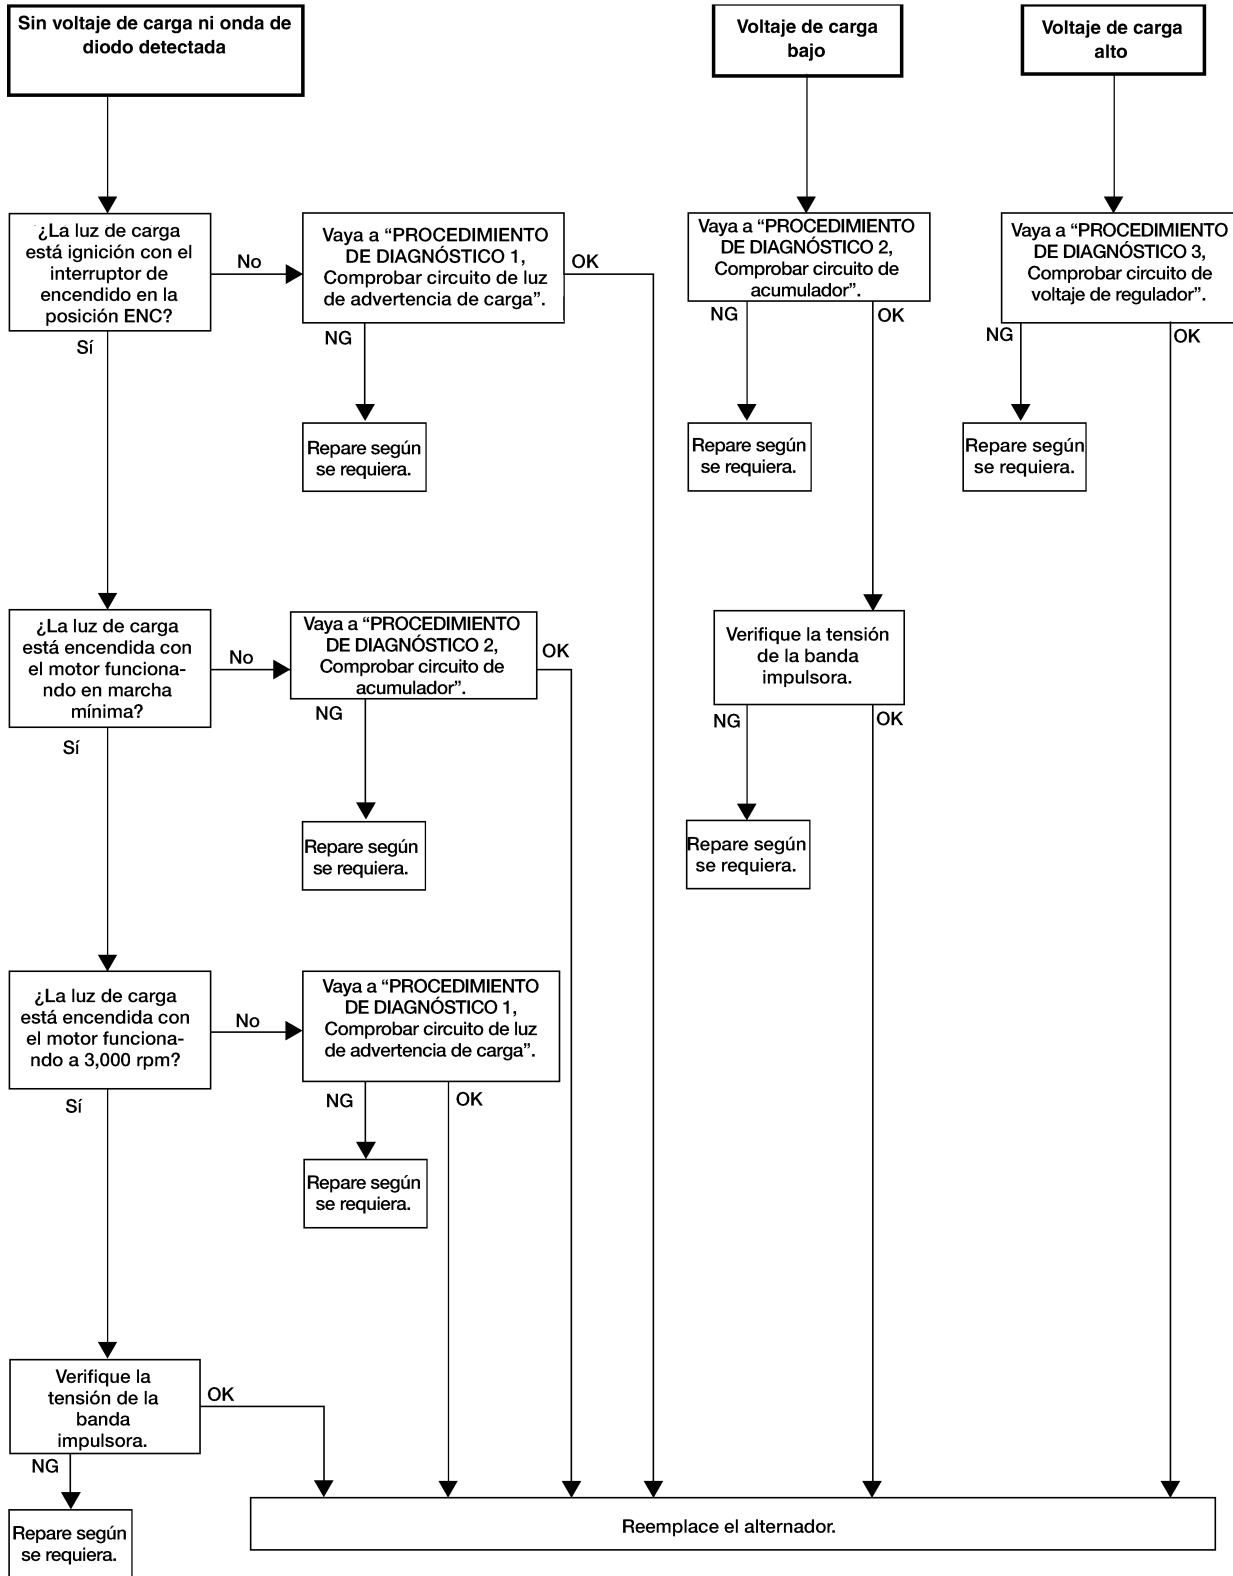 Sin voltaje de carga ni onda de
diodo detectada
Voltaje de carga
bajo
Voltaje de carga
alto
¿La luz de carga
está ignición con el
interruptor de
encendido en la
posición ENC?
No
Vaya a “PROCEDIMIENTO
DE DIAGNÓSTICO 1,
Comprobar circuito de luz
de advertencia de carga”.
OK
Vaya a “PROCEDIMIENTO
DE DIAGNÓSTICO 2,
Comprobar circuito de
acumulador”.
Vaya a “PROCEDIMIENTO
DE DIAGNÓSTICO 3,
Comprobar circuito de
voltaje de regulador”.
Sí
NG
NG
OK
NG
OK
Repare según
se requiera.
Repare según
se requiera.
Repare según
se requiera.
¿La luz de carga
está encendida con
el motor funciona-
ndo en marcha
mínima?
No
Vaya a “PROCEDIMIENTO
DE DIAGNÓSTICO 2,
Comprobar circuito de
acumulador”.
OK
Verifique la tensión
de la banda
impulsora.
Sí
NG
NG
OK
Repare según
se requiera.
Repare según
se requiera.
¿La luz de carga
está encendida con
el motor funciona-
ndo a 3,000 rpm?
No
Vaya a “PROCEDIMIENTO
DE DIAGNÓSTICO 1,
Comprobar circuito de luz
de advertencia de carga”.
Sí
NG
OK
Repare según
se requiera.
Verifique la
tensión de la
banda
impulsora.
OK
NG
Repare según
se requiera.
Reemplace el alternador.